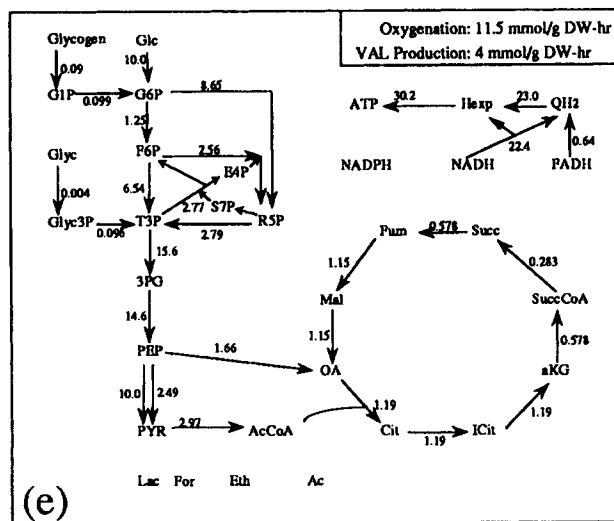 Oxygenation: 11.5 mmol/g DW-hr
VAL Production: 4 mmol/g DW-hr
Glycogen
Glc
0.09
10.0
G1P
0.099
G6P
8.65
1.25
Glyc
F6P
2.56
E4P
0.004
6.54
2.77
S7P
Glyc3P
0.096
T3P
2.79
R5P
15.6
3PG
14.6
PEP
1.66
10.0
2.49
PYR
2.97
AcCoA
Lac For Eth Ac
ATP
30.2
Hexp
23.0
QH2
22.4
0.64
NADPH
NADH
FADH
Fum
0.578
Succ
1.15
0.283
Mal
SuccCoA
1.15
0.578
OA
aKG
1.19
1.19
Cit
1.19
ICit
(e)